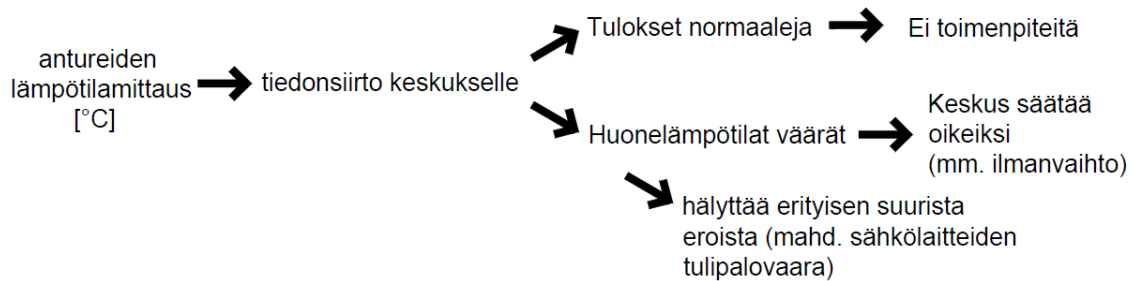 antureiden
lämpötilamittaus
[°C]
tiedonsiirto keskukselle
Tulokset normaaleja
Ei toimenpiteitä
Huonelämpötilat väärät
Keskus säätää
oikeiksi
(mm. ilmanvaihto)
hälyttää erityisen suurista
eroista (mahd. sähkölaitteiden
tulipalovaara)